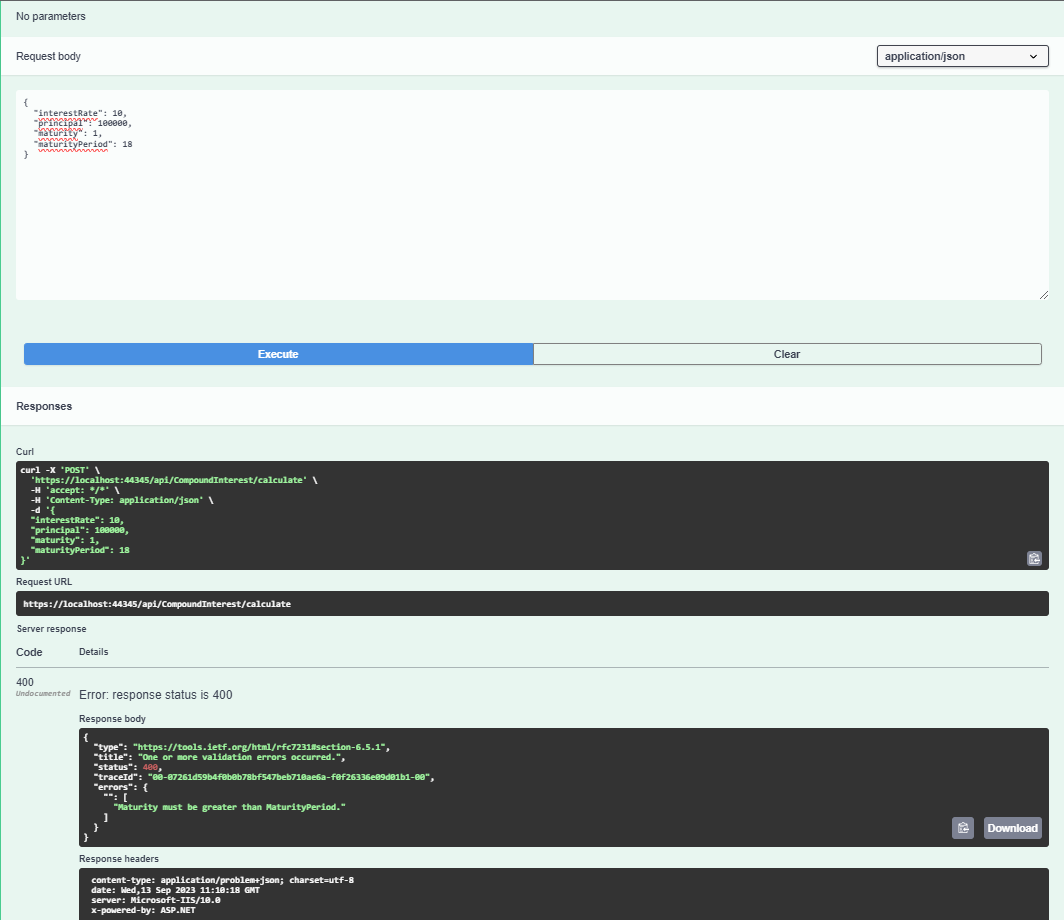 No parameters
Request body
application/json
{
  "interestRate": 10,
  "principal": 100000,
  "maturity": 1,
  "maturityPeriod": 18
}
Execute
Clear
Responses
Curl
curl -X 'POST' \
  'https://localhost:44345/api/CompoundInterest/calculate' \
  -H 'accept: */*' \
  -H 'Content-Type: application/json' \
  -d '{
  "interestRate": 10,
  "principal": 100000,
  "maturity": 1,
  "maturityPeriod": 18
}'
Request URL
https://localhost:44345/api/CompoundInterest/calculate
Server response
Code Details
400
Undocumented
Error: response status is 400
Response body
{
  "type": "https://tools.ietf.org/html/rfc7231#section-6.5.1",
  "title": "One or more validation errors occurred.",
  "status": 400,
  "traceId": "00-07261d59b4f0b0b78bf547beb710ae6a-f0f26336e09d01b1-00",
  "errors": {
    "": [
      "Maturity must be greater than MaturityPeriod."
    ]
  }
}
Download
Response headers
content-type: application/problem+json; charset=utf-8
date: Wed,13 Sep 2023 11:10:18 GMT
server: Microsoft-IIS/10.0
x-powered-by: ASP.NET